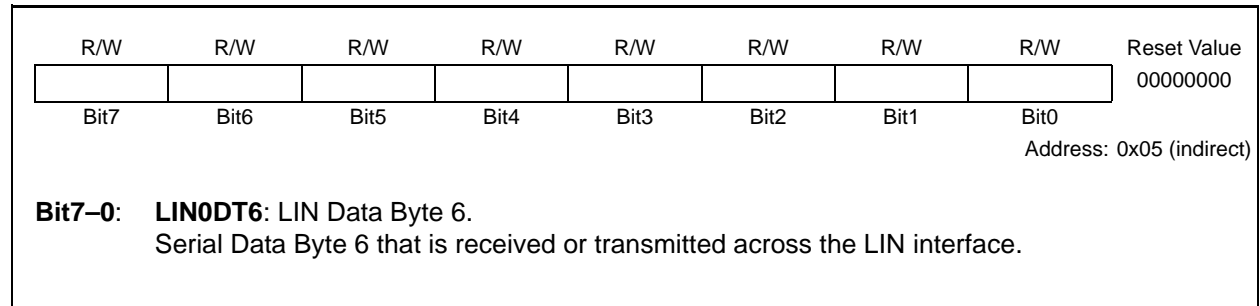 R/W R/W R/W R/W R/W R/W R/W R/W Reset Value
00000000
Bit7 Bit6 Bit5 Bit4 Bit3 Bit2 Bit1 Bit0
Address: 0x05 (indirect)
Bit7–0: LIN0DT6: LIN Data Byte 6.
Serial Data Byte 6 that is received or transmitted across the LIN interface.